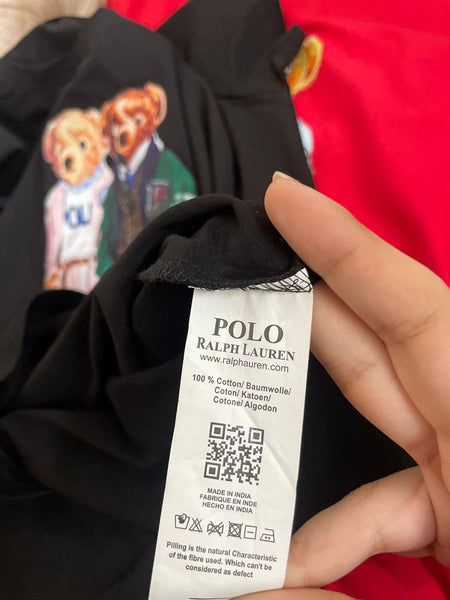 POLO
RALPH LAUREN
www.ralphauren.com
100 % Cotton/ Baumwolle/
Coton/ Katoen/
Cotone/ Algodon
MADE IN INDIA
FABRIQUE EN INDE
HECHO EN INDIA
Pilling is the natural Characteristic
of the fibre used. Which can't be
considered as defect